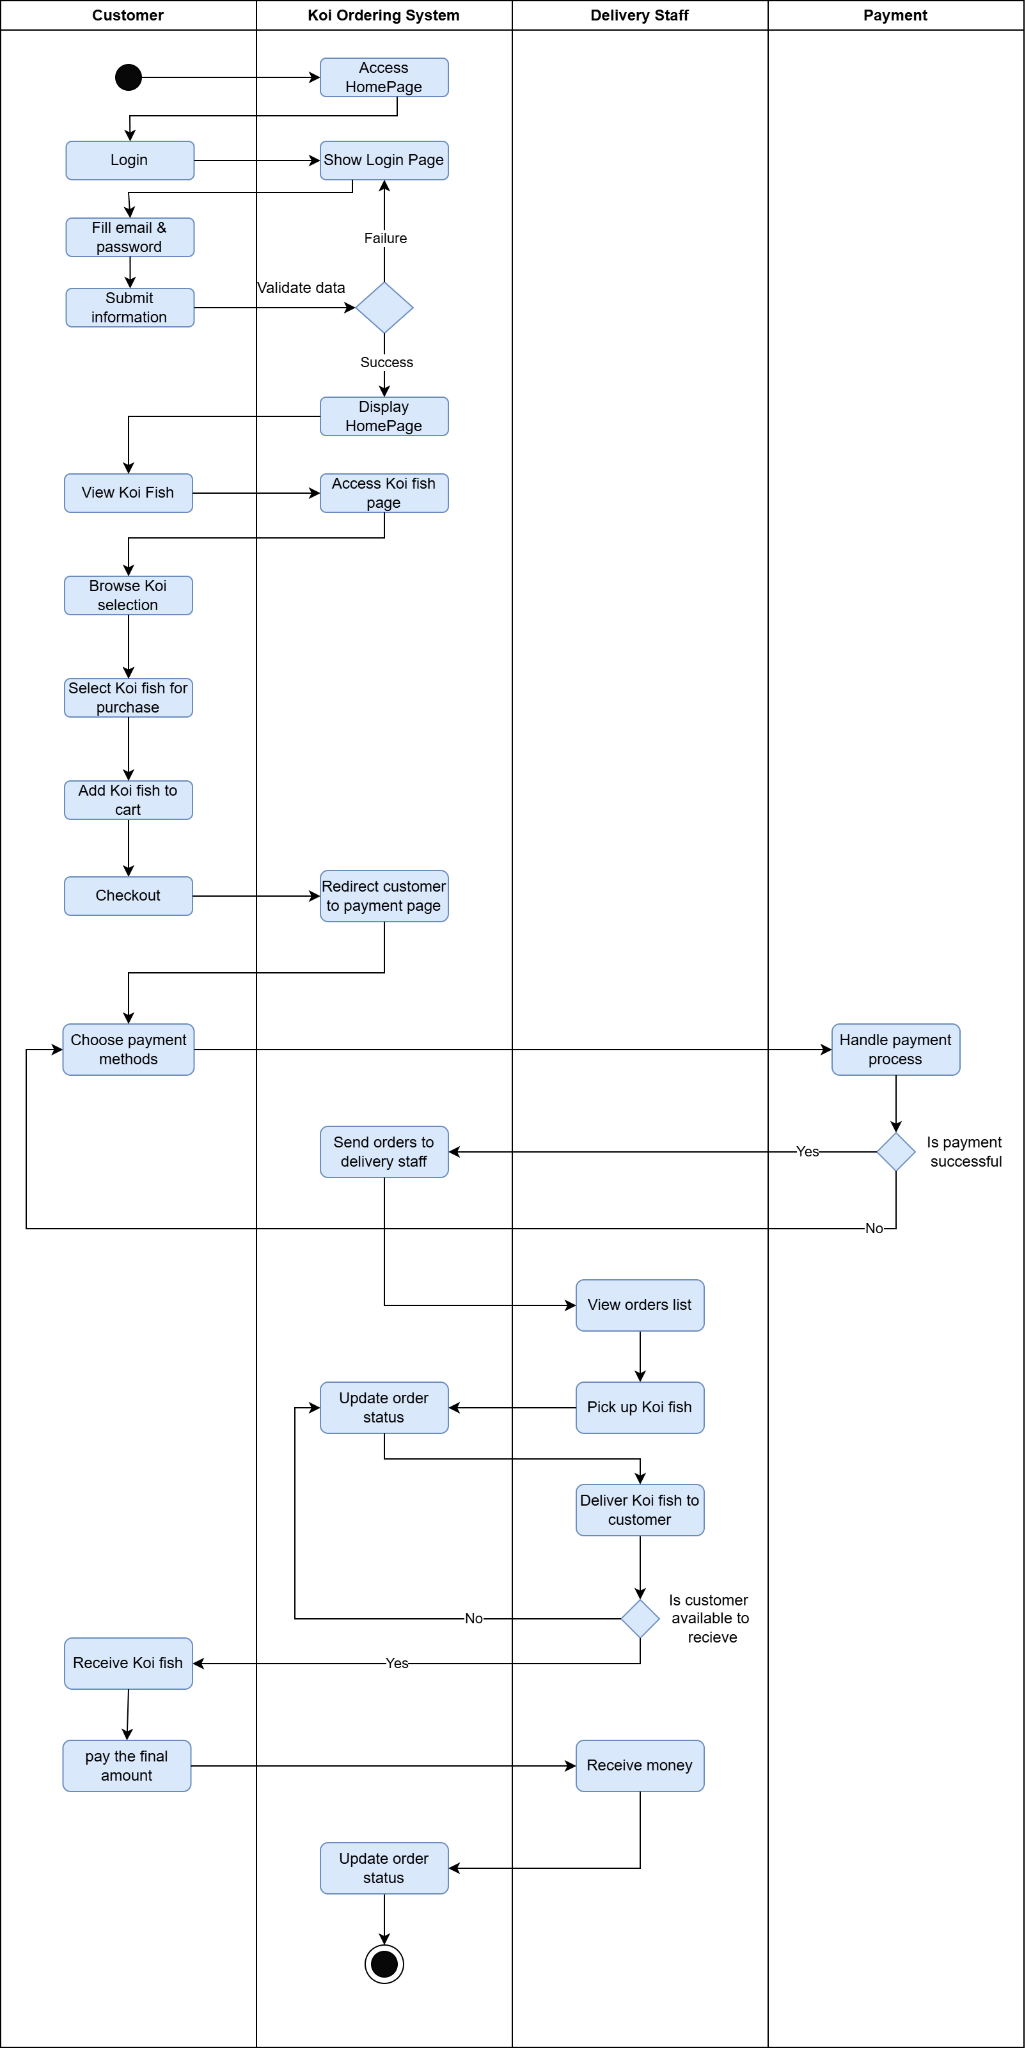 Customer
Koi Ordering System
Delivery Staff
Payment
Access
HomePage
Login
Show Login Page
Fill email &
password
Failure
Submit
information
Validate data
Success
Display
HomePage
View Koi Fish
Access Koi fish
page
Browse Koi
selection
Select Koi fish for
purchase
Add Koi fish to
cart
Checkout
Redirect customer
to payment page
Choose payment
methods
Handle payment
process
Send orders to
delivery staff
Yes
Is payment
successful
No
View orders list
Update order
status
Pick up Koi fish
Deliver Koi fish to
customer
No
Is customer
available to
recieve
Receive Koi fish
Yes
pay the final
amount
Receive money
Update order
status